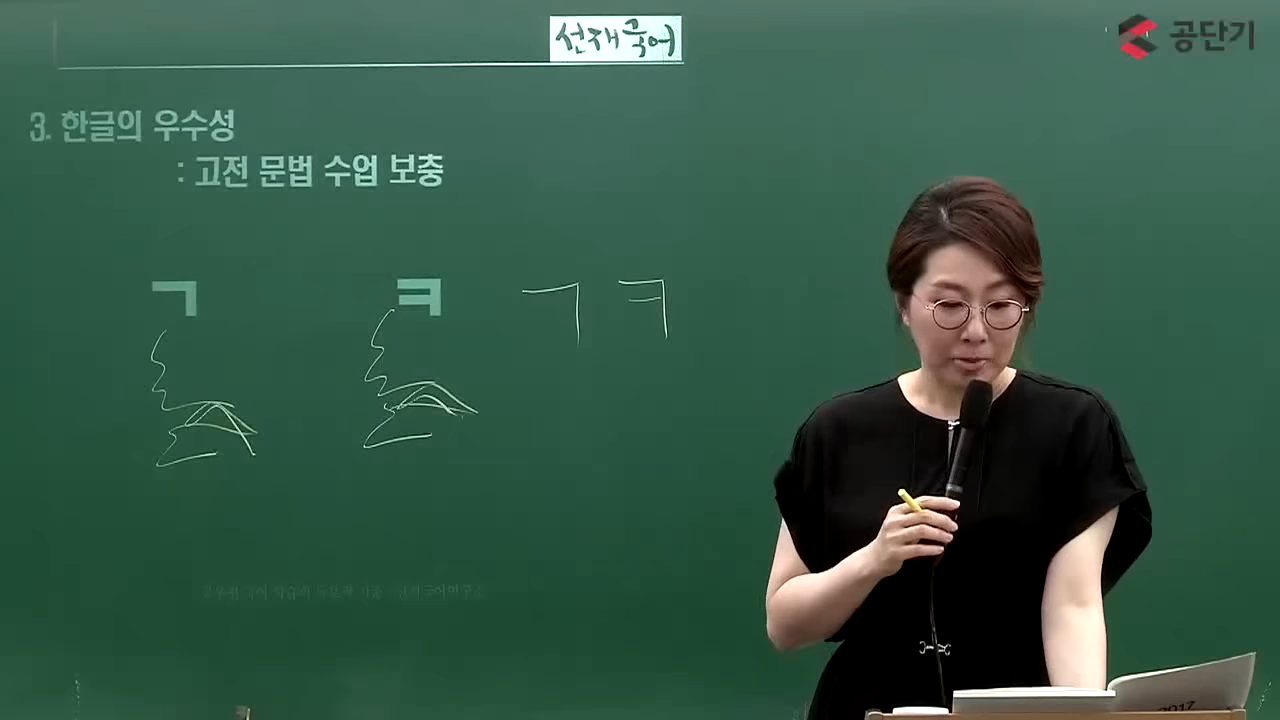 선재국어
공단기
3. 한글의 우수성
: 고전 문법 수업 보충
ㄱ ㅋ ㄱ ㅋ
2017